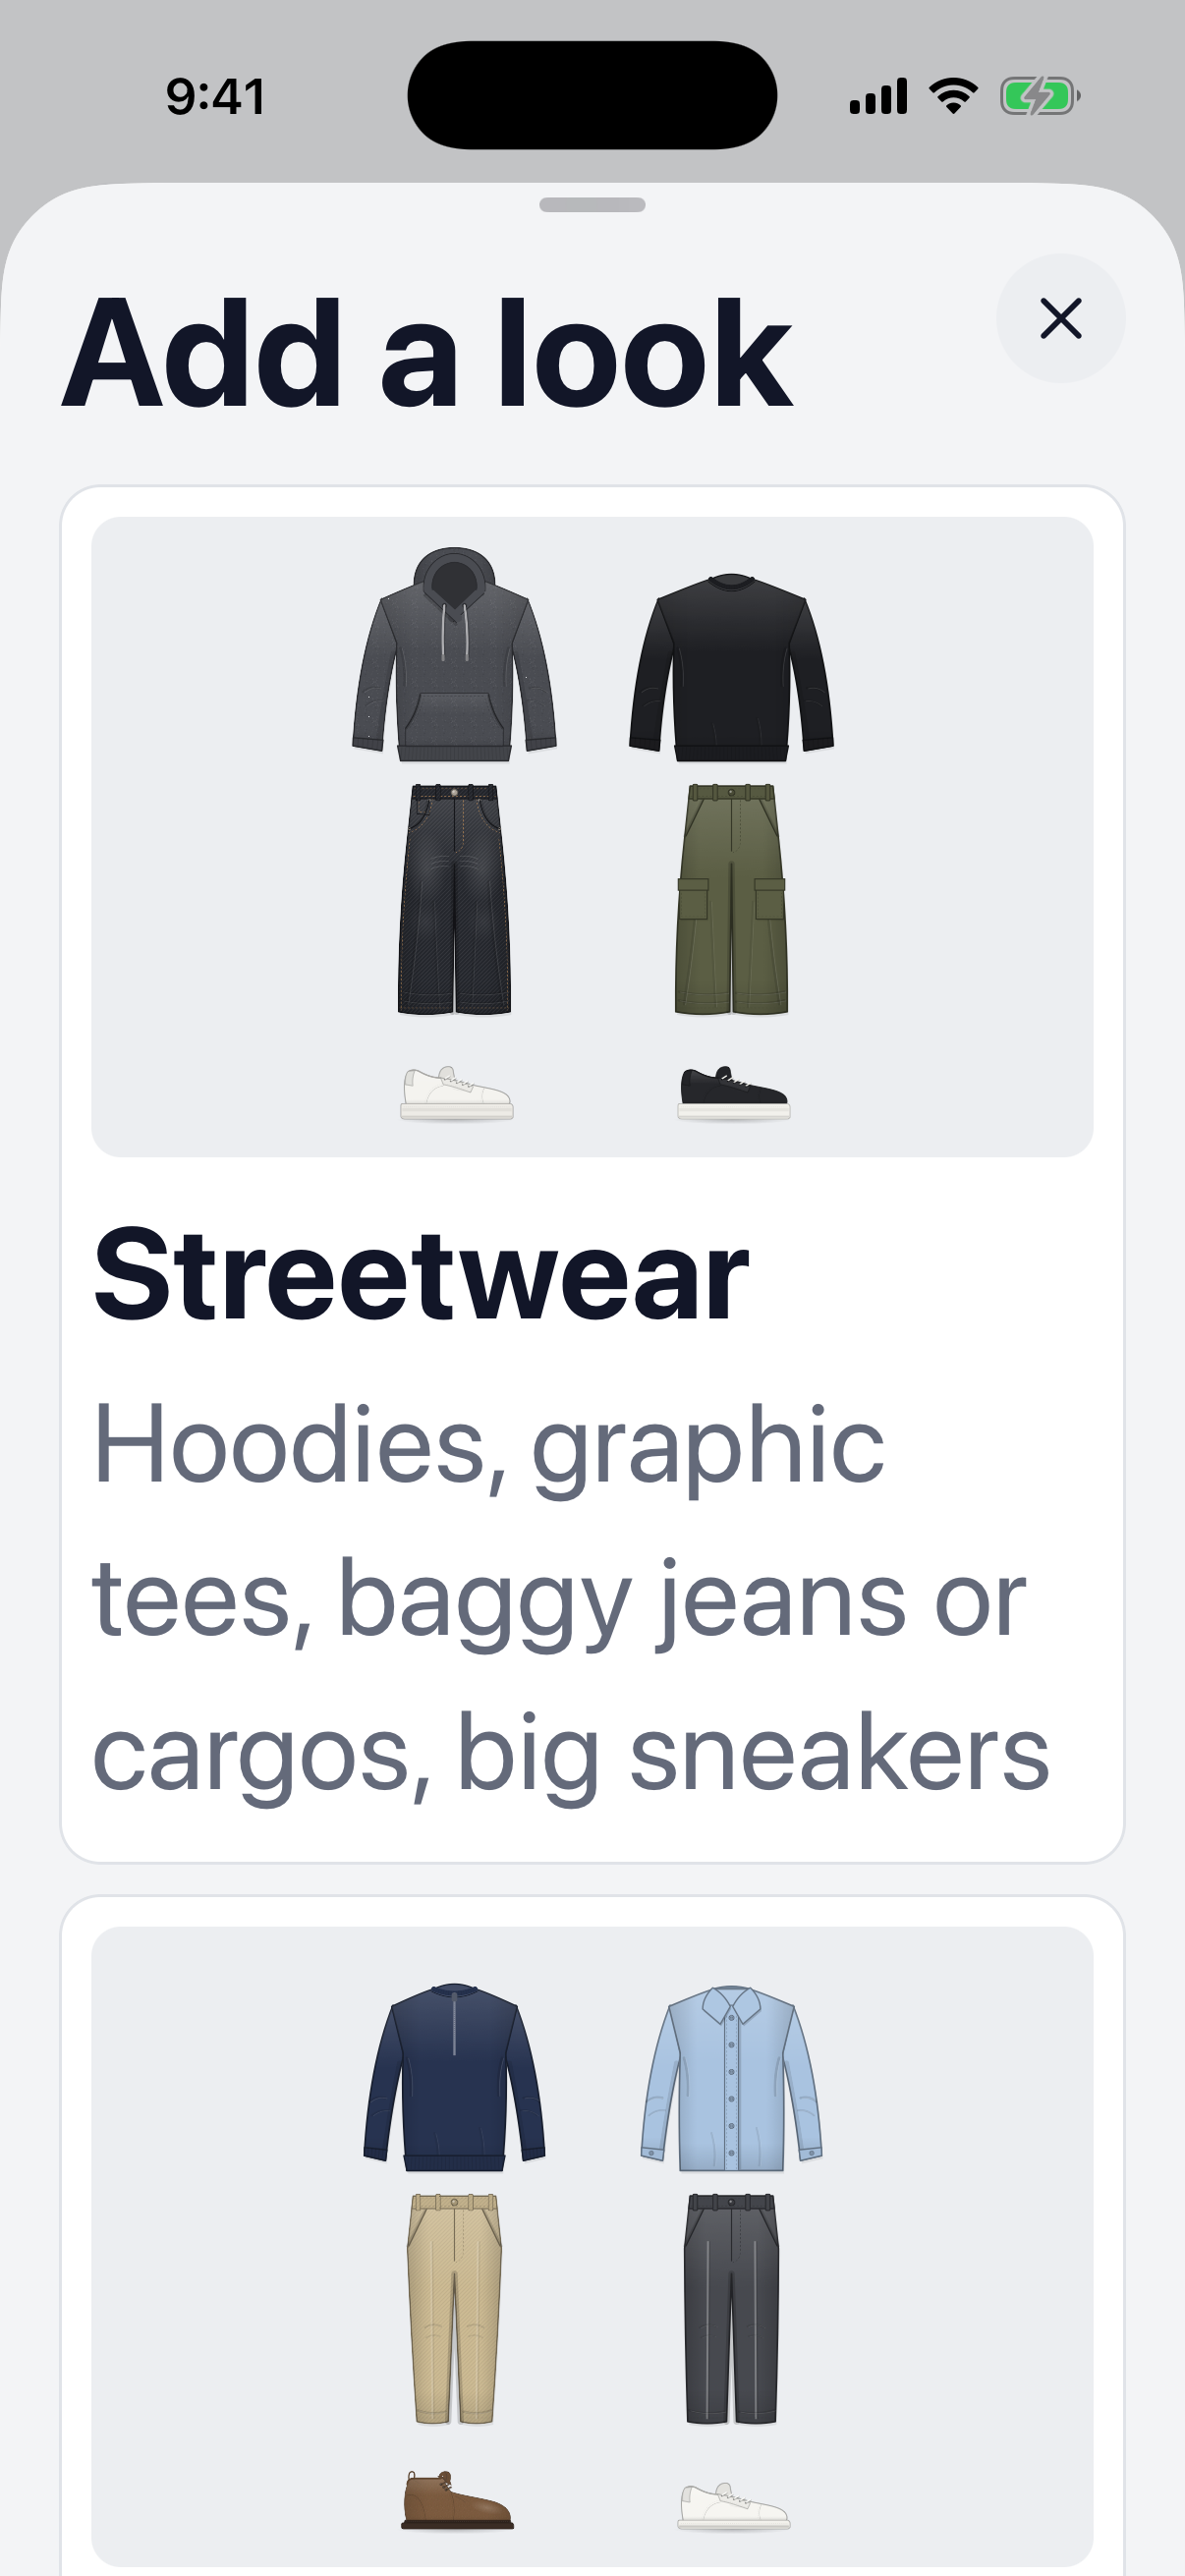 9:41
Add a look
Streetwear
Hoodies, graphic
tees, baggy jeans or
cargos, big sneakers